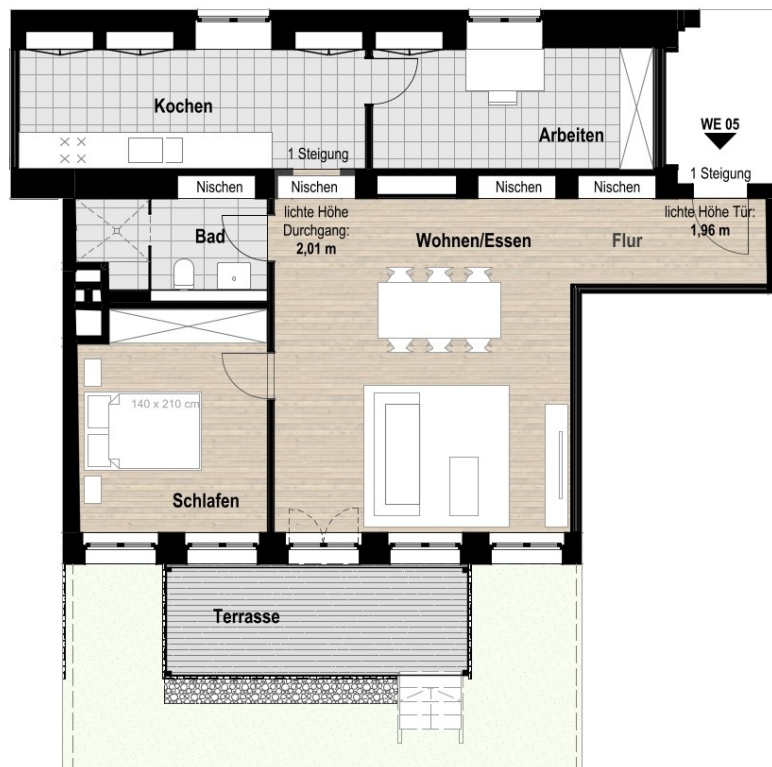 Kochen
Arbeiten
WE 05
1 Steigung
1 Steigung
Nischen
Nischen
Nischen
Nischen
lichte Höhe
Durchgang:
2,01 m
lichte Höhe Tür:
1,96 m
Bad
Wohnen/Essen
Flur
140 x 210 cm
Schlafen
Terrasse